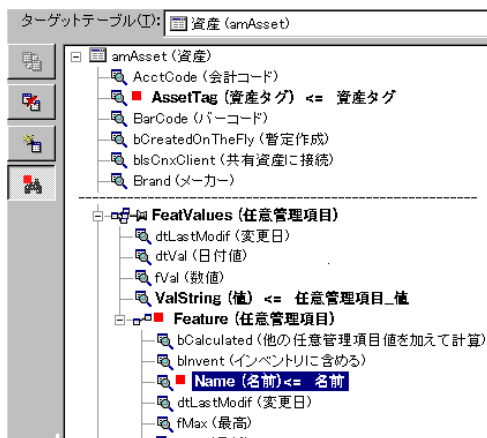 ターゲットテーブル(T): 資産 (amAsset)
amAsset (資産)
AcctCode (会計コード)
AssetTag (資産タグ) <= 資産タグ
BarCode (バーコード)
bCreatedOnTheFly (暫定作成)
bIsCnxClient (共有資産に接続)
Brand (メーカー)
FeatValues (任意管理項目)
dtLastModif (変更日)
dtVal (日付値)
fVal (数値)
ValString (値) <= 任意管理項目_値
Feature (任意管理項目)
bCalculated (他の任意管理項目値を加えて計算)
bInvent (インベントリに含める)
Name (名前)<= 名前
dtLastModif (変更日)
fMax (最高)